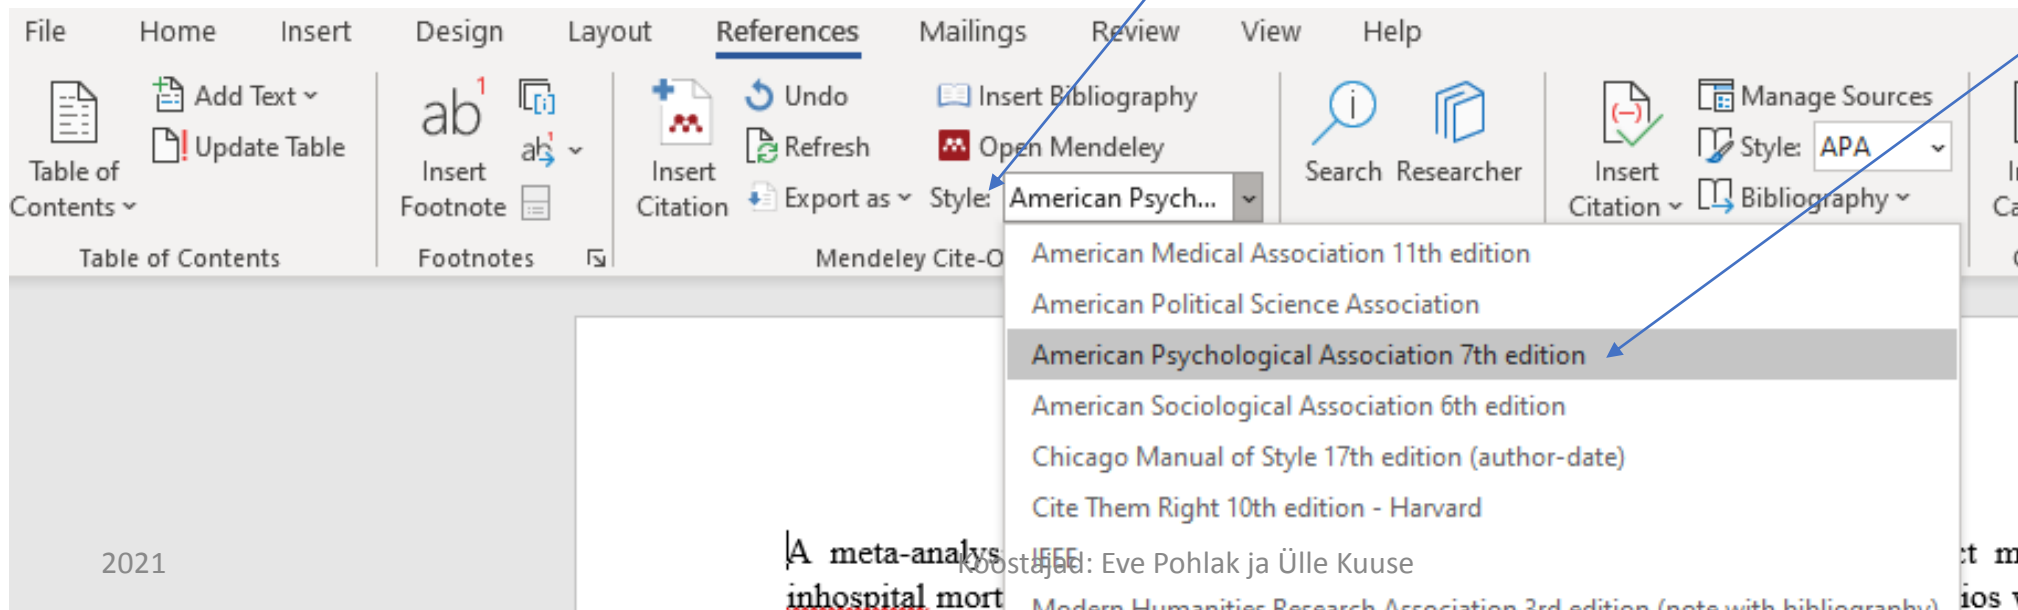 File Home Insert Design Layout References Mailings Review View Help
Table of Contents
Add Text
Update Table
Table of Contents
ab1
Insert Footnote
Footnotes
Insert Citation
Undo
Refresh
Export as
Insert Bibliography
Open Mendeley
Style: American Psych...
Mendeley Cite-O
Search
Researcher
Insert Citation
Manage Sources
Style: APA
Bibliography
American Medical Association 11th edition
American Political Science Association
American Psychological Association 7th edition
American Sociological Association 6th edition
Chicago Manual of Style 17th edition (author-date)
Cite Them Right 10th edition - Harvard
IEEE
Modern Humanities Research Association 3rd edition (note with bibliography)
A meta-analys
inhospital mort
2021
Koostajad: Eve Pohlak ja Ülle Kuuse